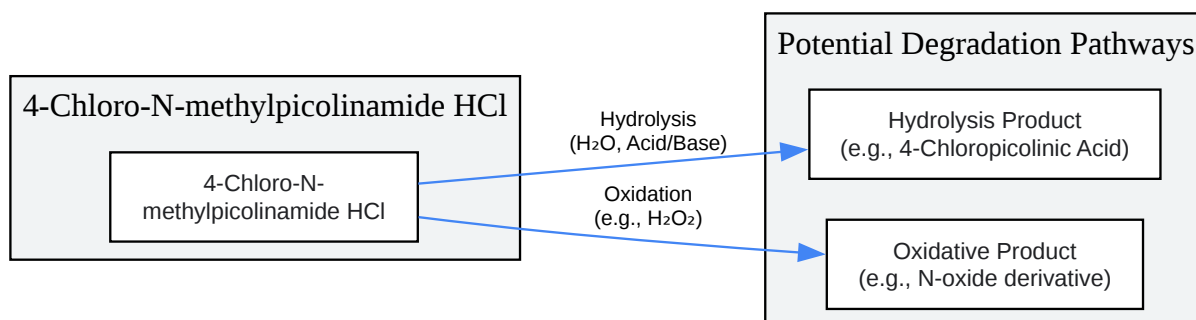 4-Chloro-N-methylpicolinamide HCl
4-Chloro-N-
methylpicolinamide HCl
Hydrolysis
(H₂O, Acid/Base)
Oxidation
(e.g., H₂O₂)
Potential Degradation Pathways
Hydrolysis Product
(e.g., 4-Chloropicolinic Acid)
Oxidative Product
(e.g., N-oxide derivative)